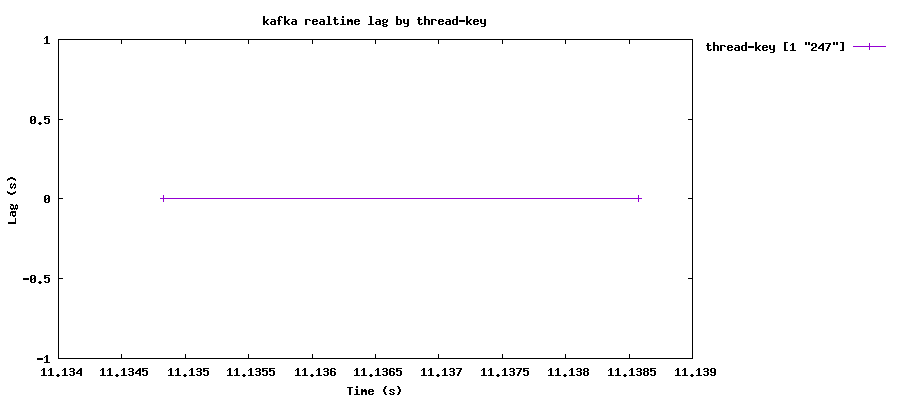 kafka realtime lag by thread-key
thread-key [1 "247"]
1
0.5
0
-0.5
-1
Lag (s)
11.134 11.1345 11.135 11.1355 11.136 11.1365 11.137 11.1375 11.138 11.1385 11.139
Time (s)